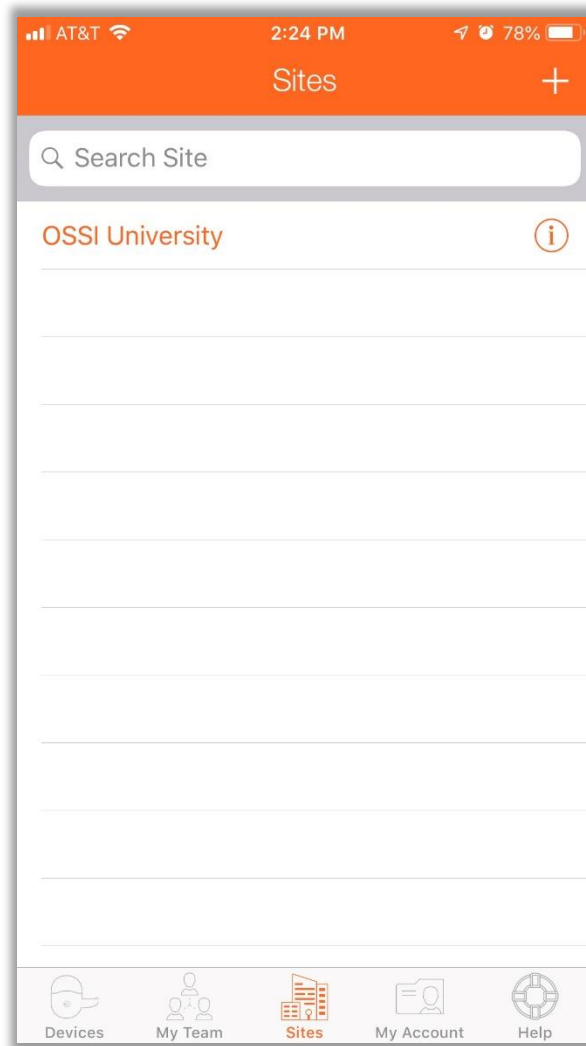 AT&T 2:24 PM 78%
Sites +
Search Site
OSSI University i
Devices My Team Sites My Account Help